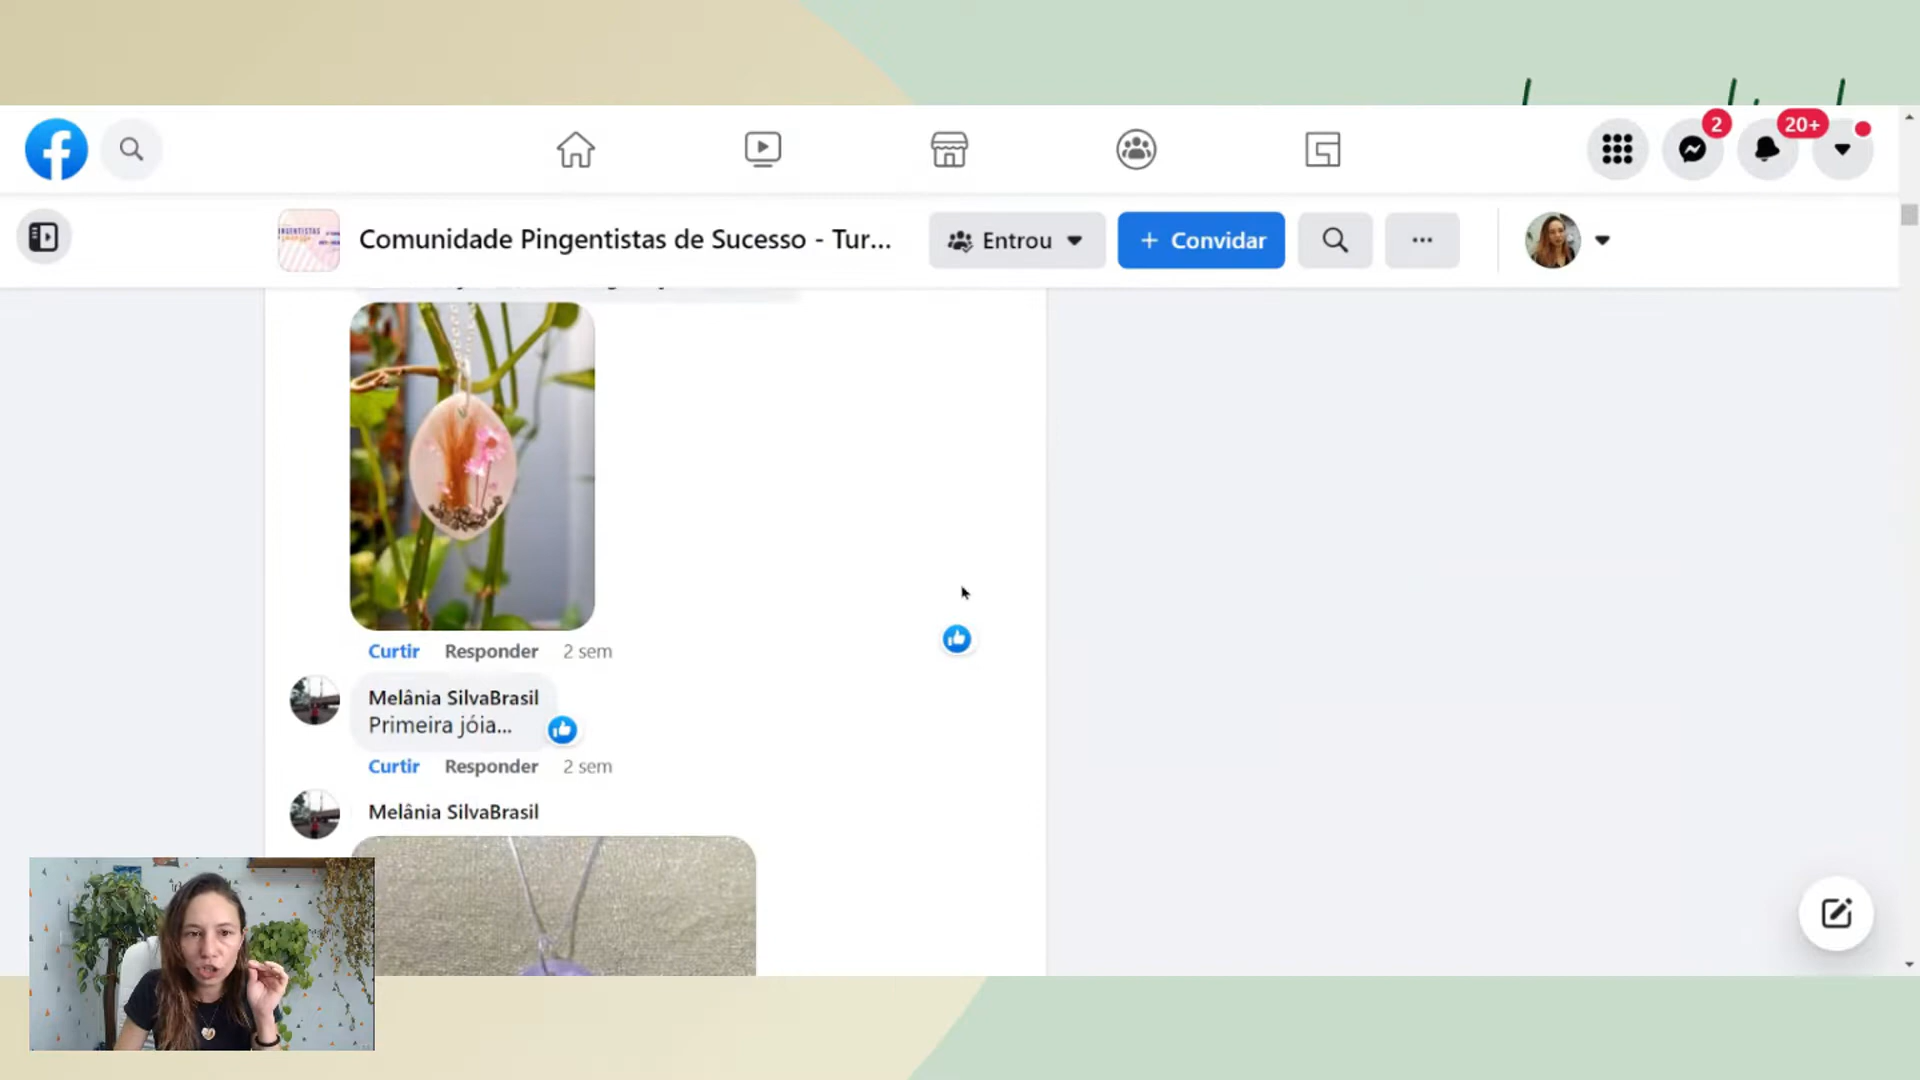 2
20+
Comunidade Pingentistas de Sucesso - Tur...
Entrou
+ Convidar
Curtir Responder 2 sem
Melânia SilvaBrasil
Primeira jóia...
Curtir Responder 2 sem
Melânia SilvaBrasil